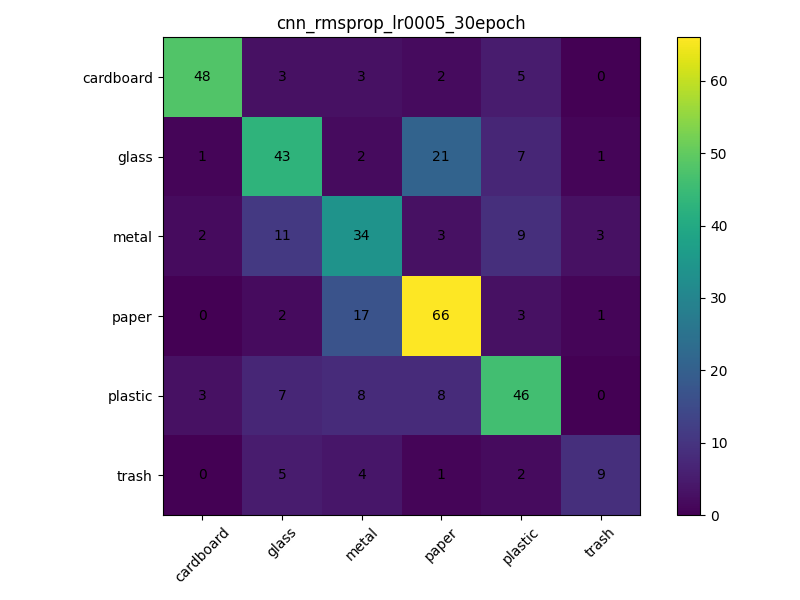 cnn_rmsprop_lr0005_30epoch
cardboard 48 3 3 2 5 0
glass 1 43 2 21 7 1
metal 2 11 34 3 9 3
paper 0 2 17 66 3 1
plastic 3 7 8 8 46 0
trash 0 5 4 1 2 9
cardboard glass metal paper plastic trash
60
50
40
30
20
10
0